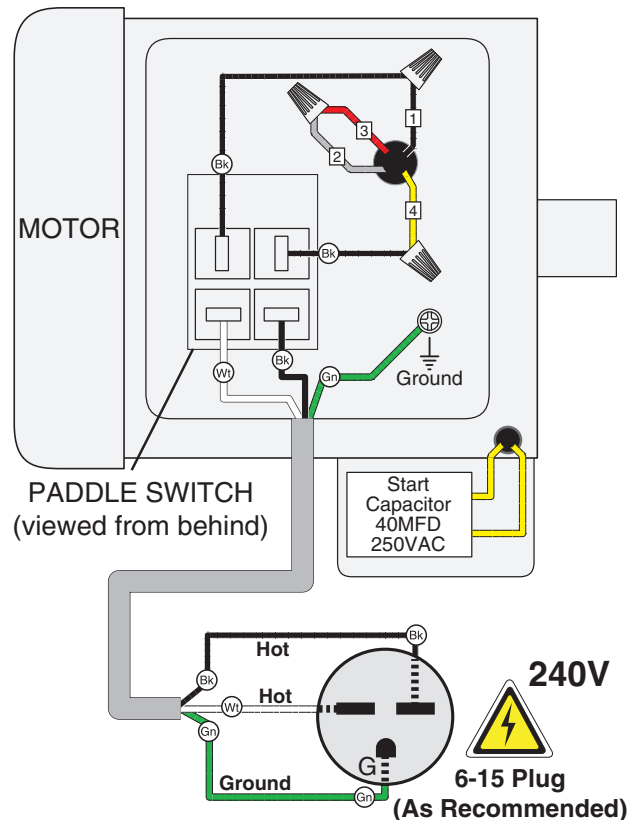 1
3
Bk
2
MOTOR
4
Bk
Wt
Bk
Gn
Ground
PADDLE SWITCH
(viewed from behind)
Start
Capacitor
40MFD
250VAC
Bk
Hot
Bk
240V
Hot
Wt
Gn
G
6-15 Plug
Ground
Gn
(As Recommended)